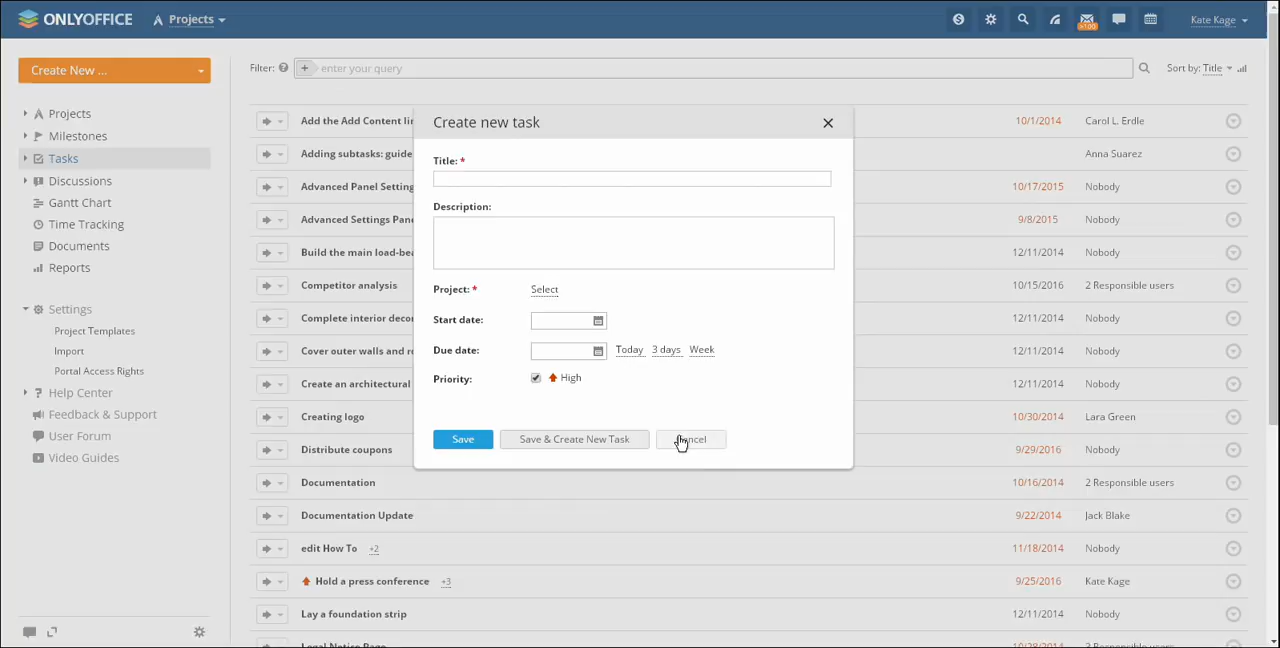 ONLYOFFICE Projects Kate Kage
×100
Create New ...
Filter: ? + enter your query Sort by: Title
Projects
Milestones
Tasks
Discussions
Gantt Chart
Time Tracking
Documents
Reports
Settings
Project Templates
Import
Portal Access Rights
Help Center
Feedback & Support
User Forum
Video Guides
Create new task
Title: *
Description:
Project: * Select
Start date:
Due date: Today 3 days Week
Priority: High
Save Save & Create New Task
Add the Add Content 10/1/2014 Carol L. Erdle
Adding subtasks: guide Anna Suarez
Advanced Panel 10/17/2015 Nobody
Advanced Settings 9/8/2015 Nobody
Build the main 12/11/2014 Nobody
Competitor analysis 10/15/2016 2 Responsible users
Complete interior 12/11/2014 Nobody
Cover outer walls and 12/11/2014 Nobody
Create an architectural 12/11/2014 Nobody
Creating logo 10/30/2014 Lara Green
Distribute coupons 9/29/2016 Nobody
Documentation 10/16/2014 2 Responsible users
Documentation Update 9/22/2014 Jack Blake
edit How To +2 11/18/2014 Nobody
Hold a press conference +3 9/25/2016 Kate Kage
Lay a foundation strip 12/11/2014 Nobody
Legal Notice Page 10/28/2014 Responsible users